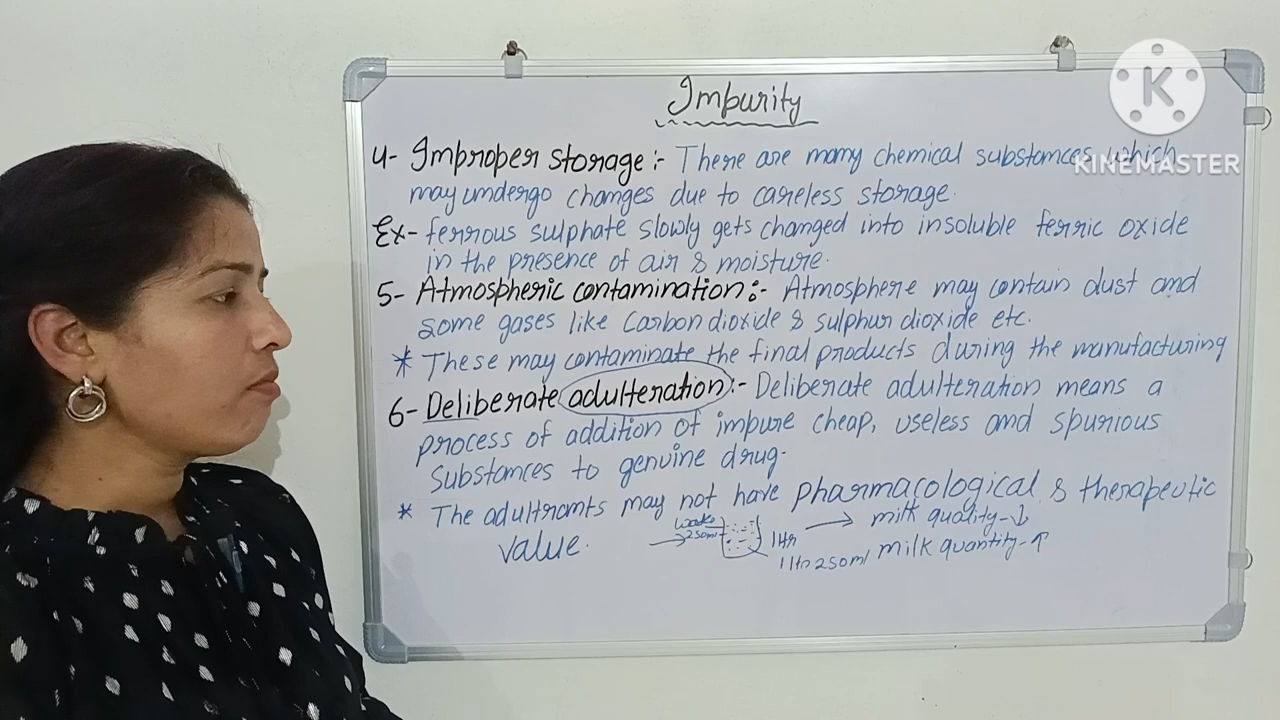 Impurity
4- Improper storage:- There are many chemical substances which
may undergo changes due to careless storage.
Ex- ferrous sulphate slowly gets changed into insoluble ferric oxide
in the presence of air & moisture.
5- Atmospheric contamination:- Atmosphere may contain dust and
some gases like Carbon dioxide & sulphur dioxide etc.
* These may contaminate the final products during the manufacturing
6- Deliberate adulteration:- Deliberate adulteration means a
process of addition of impure cheap, useless and spurious
substances to genuine drug.
* The adultrants may not have pharmacological & therapeutic
value.
250ml
1 ltr
→ milk quality-↓
1 ltr 250ml
milk quantity-↑
K
KINEMASTER